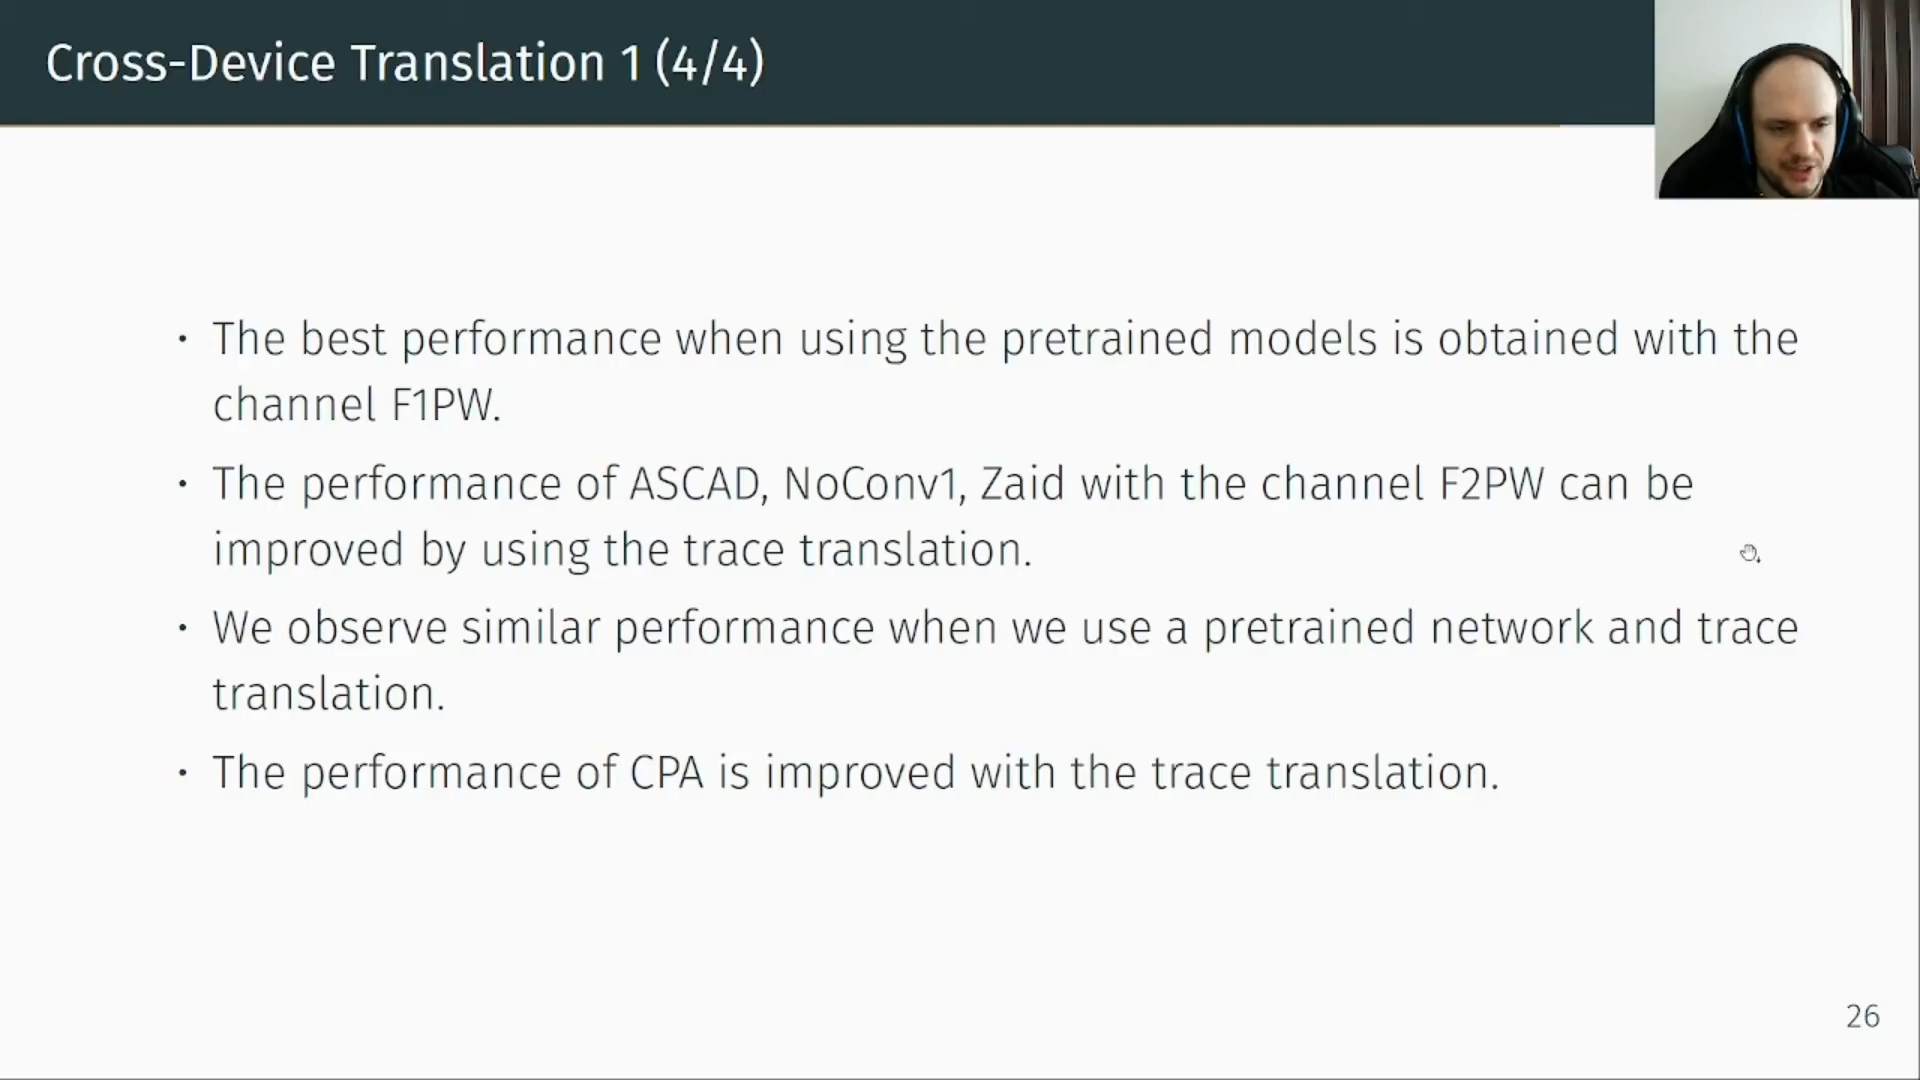 Cross-Device Translation 1 (4/4)
• The best performance when using the pretrained models is obtained with the
channel F1PW.
• The performance of ASCAD, NoConv1, Zaid with the channel F2PW can be
improved by using the trace translation.
• We observe similar performance when we use a pretrained network and trace
translation.
• The performance of CPA is improved with the trace translation.
26